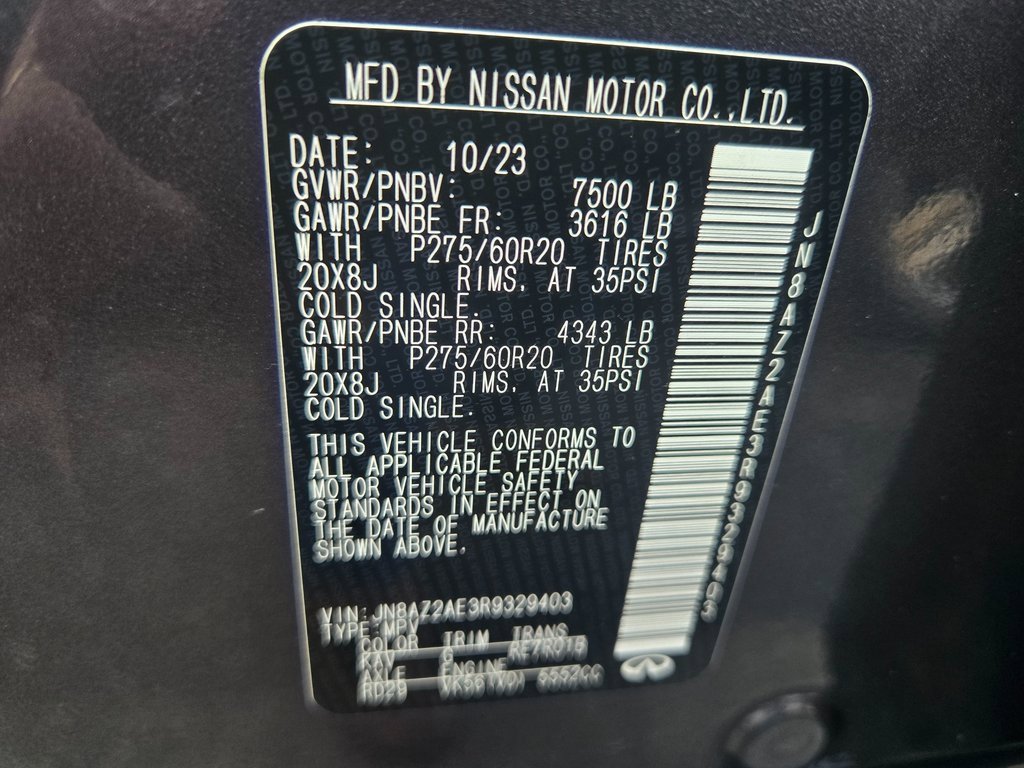 MFD BY NISSAN MOTOR CO.,LTD.
DATE: 10/23
GVWR/PNBV: 7500 LB
GAWR/PNBE FR: 3616 LB
WITH P275/60R20 TIRES
20X8J RIMS, AT 35PSI
COLD SINGLE.
GAWR/PNBE RR: 4343 LB
WITH P275/60R20 TIRES
20X8J RIMS, AT 35PSI
COLD SINGLE.
THIS VEHICLE CONFORMS TO
ALL APPLICABLE FEDERAL
MOTOR VEHICLE SAFETY
STANDARDS IN EFFECT ON
THE DATE OF MANUFACTURE
SHOWN ABOVE.
VIN: JN8AZ2AE3R9329403
TYPE: MPV
COLOR TRIM TRANS
KAV G
AXLE ENGINE
RD29 5552CC
JN8AZ2AE3R9329403